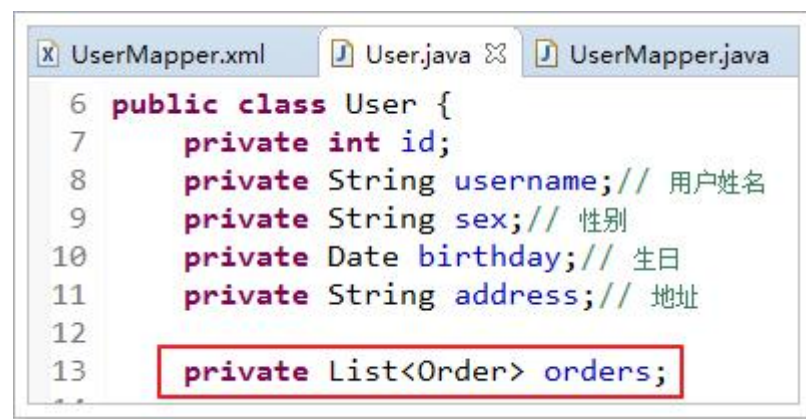 UserMapper.xml User.java UserMapper.java
6 public class User {
7 private int id;
8 private String username;// 用户姓名
9 private String sex;// 性别
10 private Date birthday;// 生日
11 private String address;// 地址
12
13 private List<Order> orders;